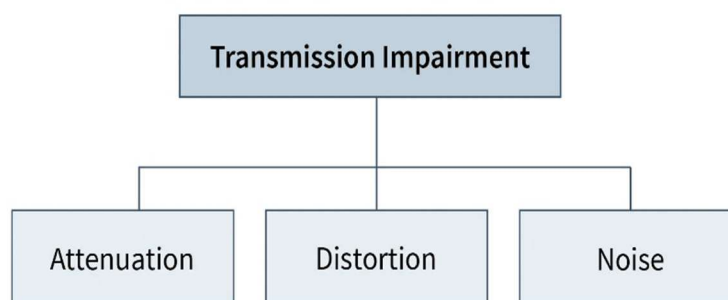 Transmission Impairment
Attenuation
Distortion
Noise